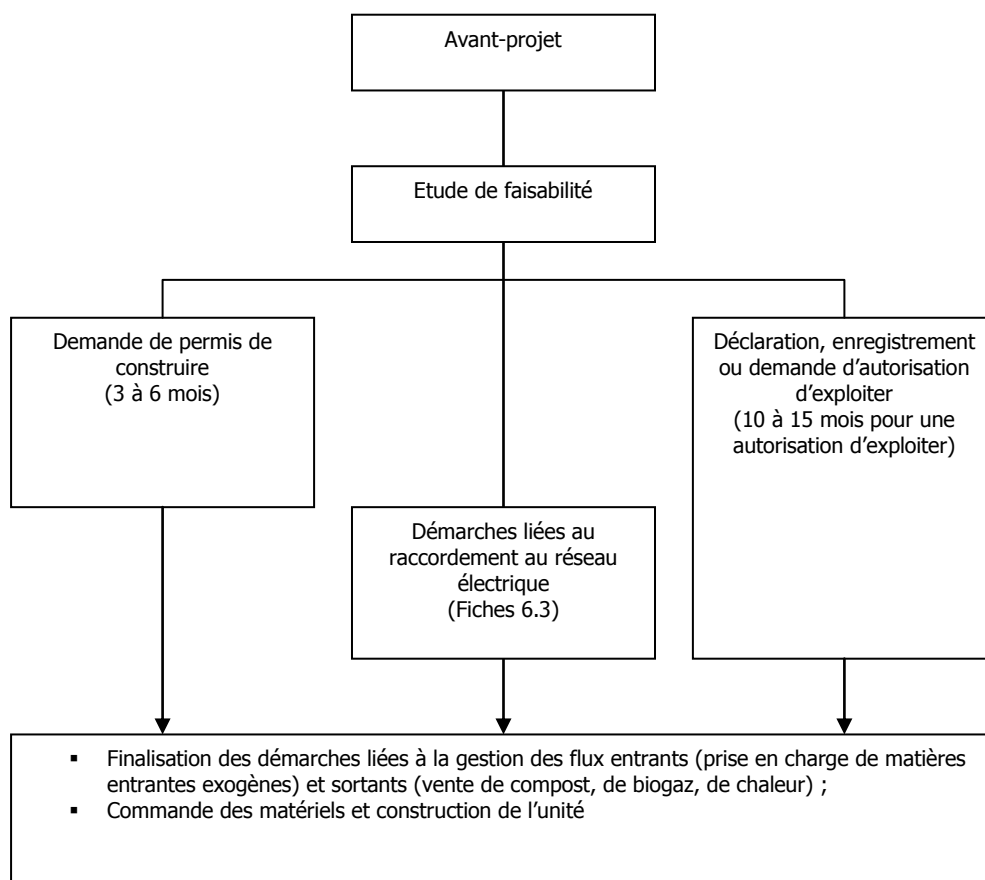 Avant-projet
Etude de faisabilité
Demande de permis de
construire
(3 à 6 mois)
Déclaration, enregistrement
ou demande d'autorisation
d'exploiter
(10 à 15 mois pour une
autorisation d'exploiter)
Démarches liées au
raccordement au réseau
électrique
(Fiches 6.3)
▪ Finalisation des démarches liées à la gestion des flux entrants (prise en charge de matières
entrantes exogènes) et sortants (vente de compost, de biogaz, de chaleur) ;
▪ Commande des matériels et construction de l'unité